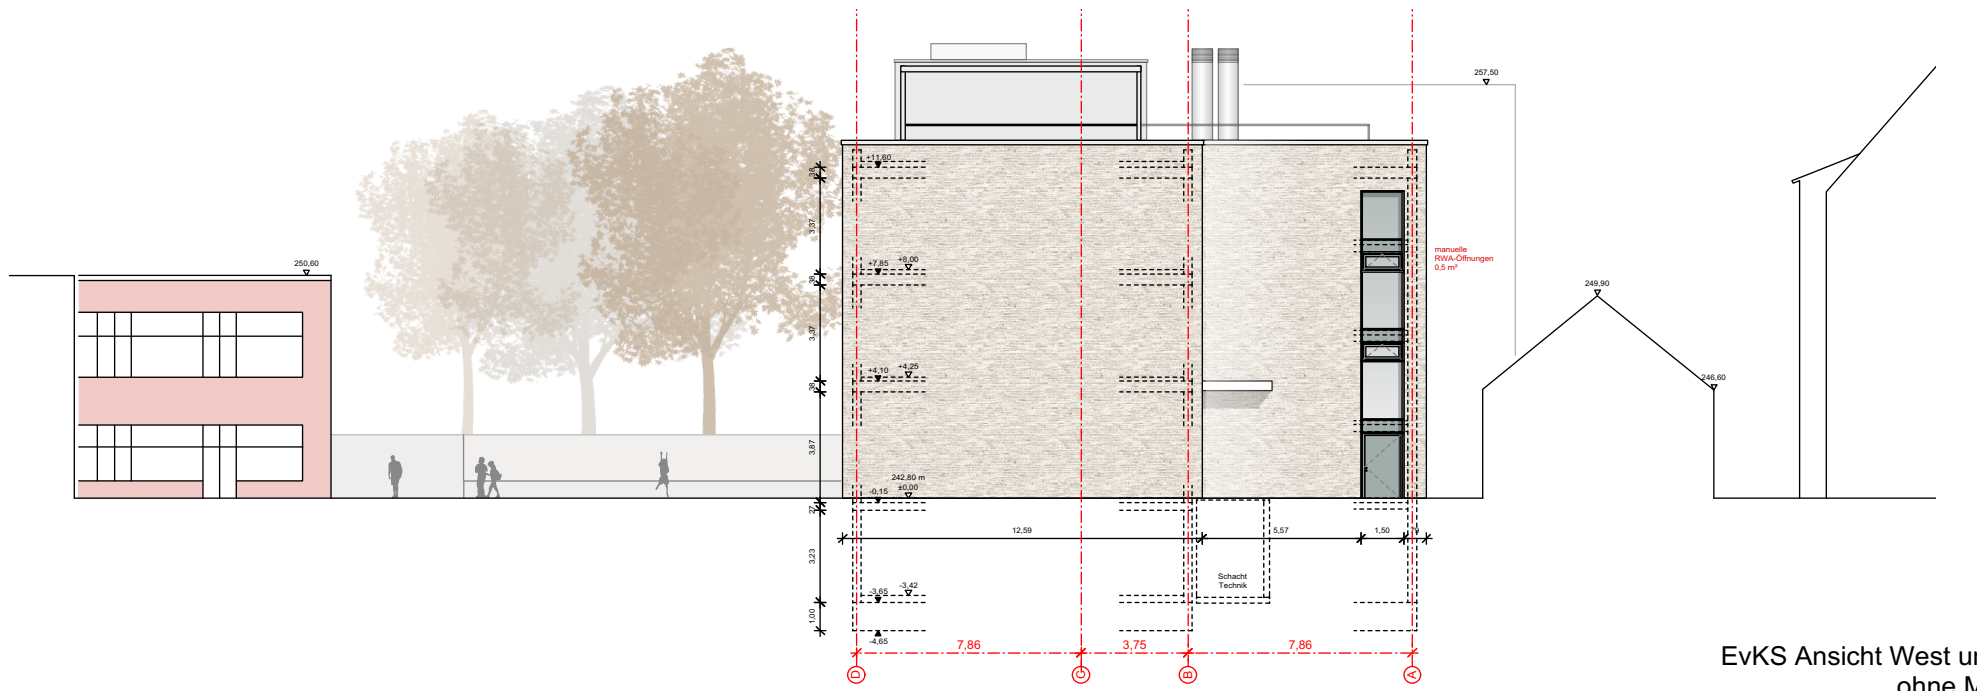 257,50
+11,60
38
3,37
manuelle
RWA-Öffnungen
0,5 m²
250,60
+7,85
+8,00
38
249,90
3,37
+4,10
+4,25
38
246,60
3,87
242,80 m
±0,00
-0,15
27
12,59
5,57
1,50
79
3,23
Schacht
Technik
-3,65
-3,42
1,00
-4,65
7,86
3,75
7,86
D
C
B
A
EvKS Ansicht West
ohne